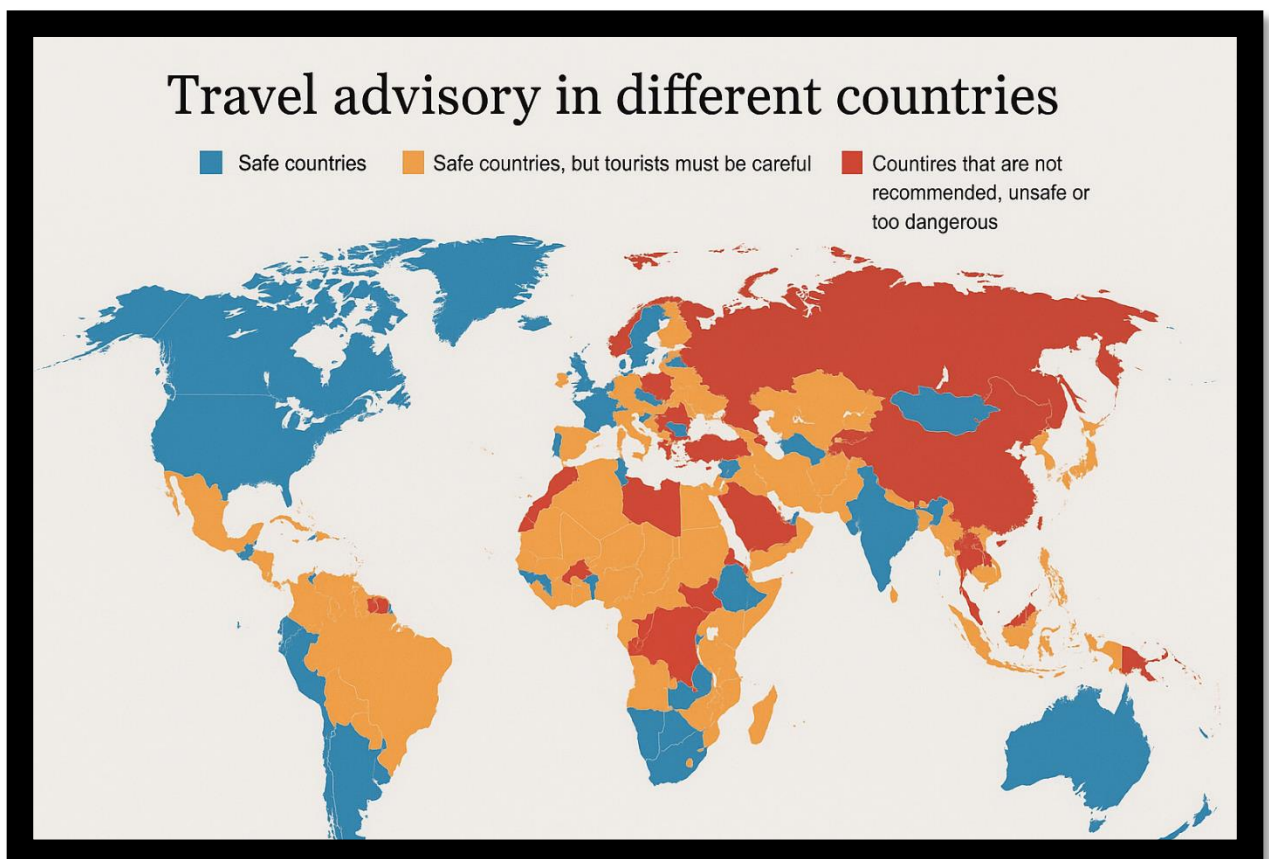 Travel advisory in different countries
Safe countries
Safe countries, but tourists must be careful
Countires that are not
recommended, unsafe or
too dangerous